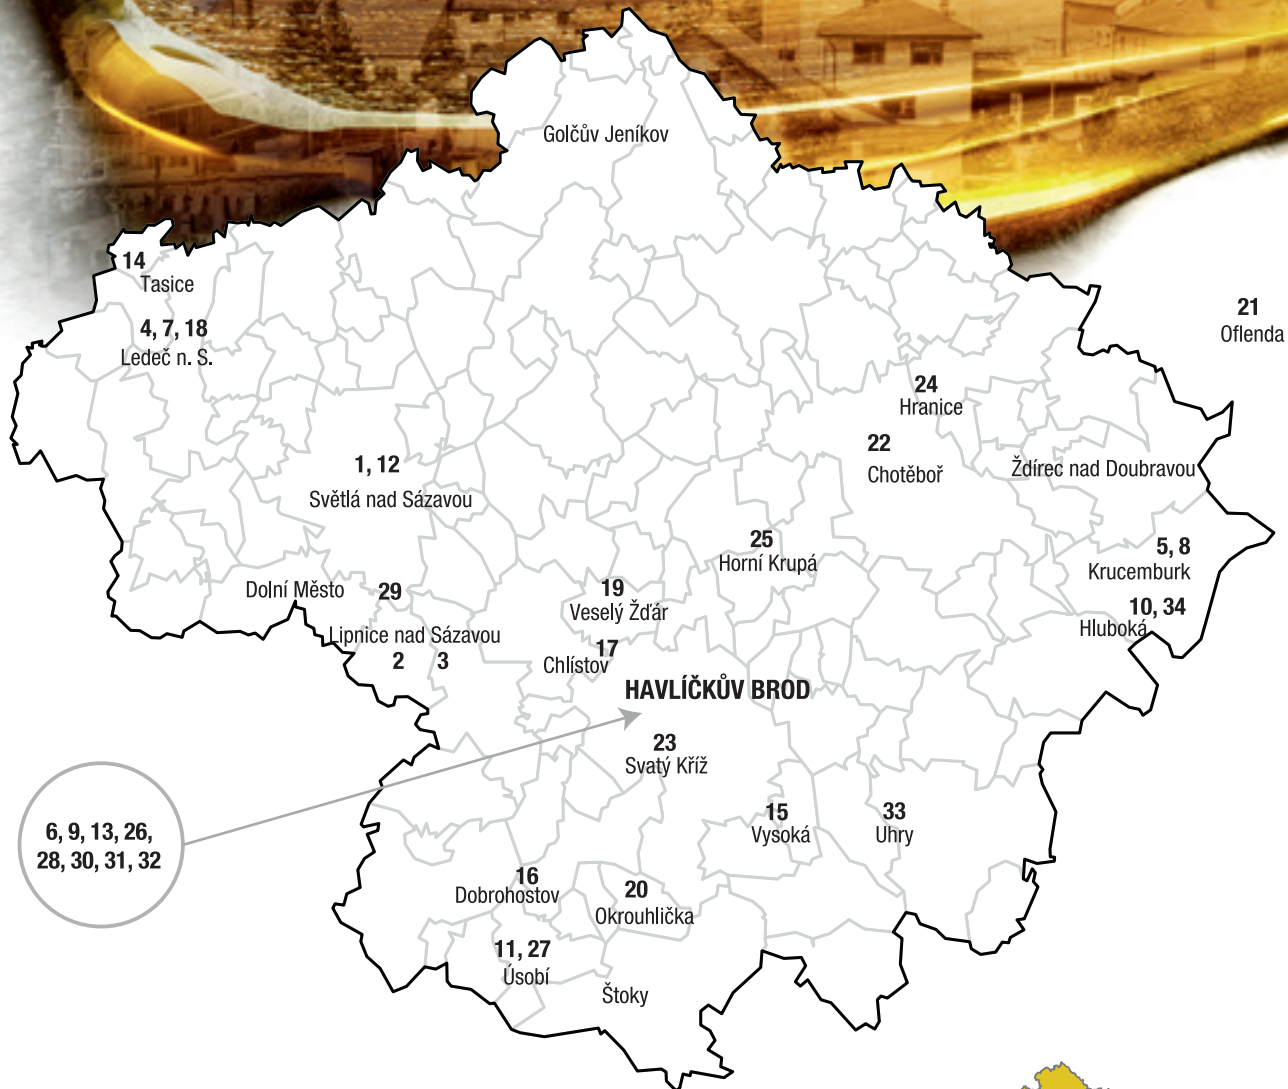 Golčův Jeníkov
14
Tasice
4, 7, 18
Ledeč n. S.
21
Oflenda
24
Hranice
22
Chotěboř
Ždírec nad Doubravou
1, 12
Světlá nad Sázavou
25
Horní Krupá
5, 8
Krucemburk
10, 34
Hluboká
Dolní Město
29
19
Veselý Žďár
Lipnice nad Sázavou
2
3
17
Chlístov
HAVLÍČKŮV BROD
23
Svatý Kříž
6, 9, 13, 26,
28, 30, 31, 32
15
Vysoká
33
Uhry
16
Dobrohostov
20
Okrouhlička
11, 27
Úsobí
Štoky